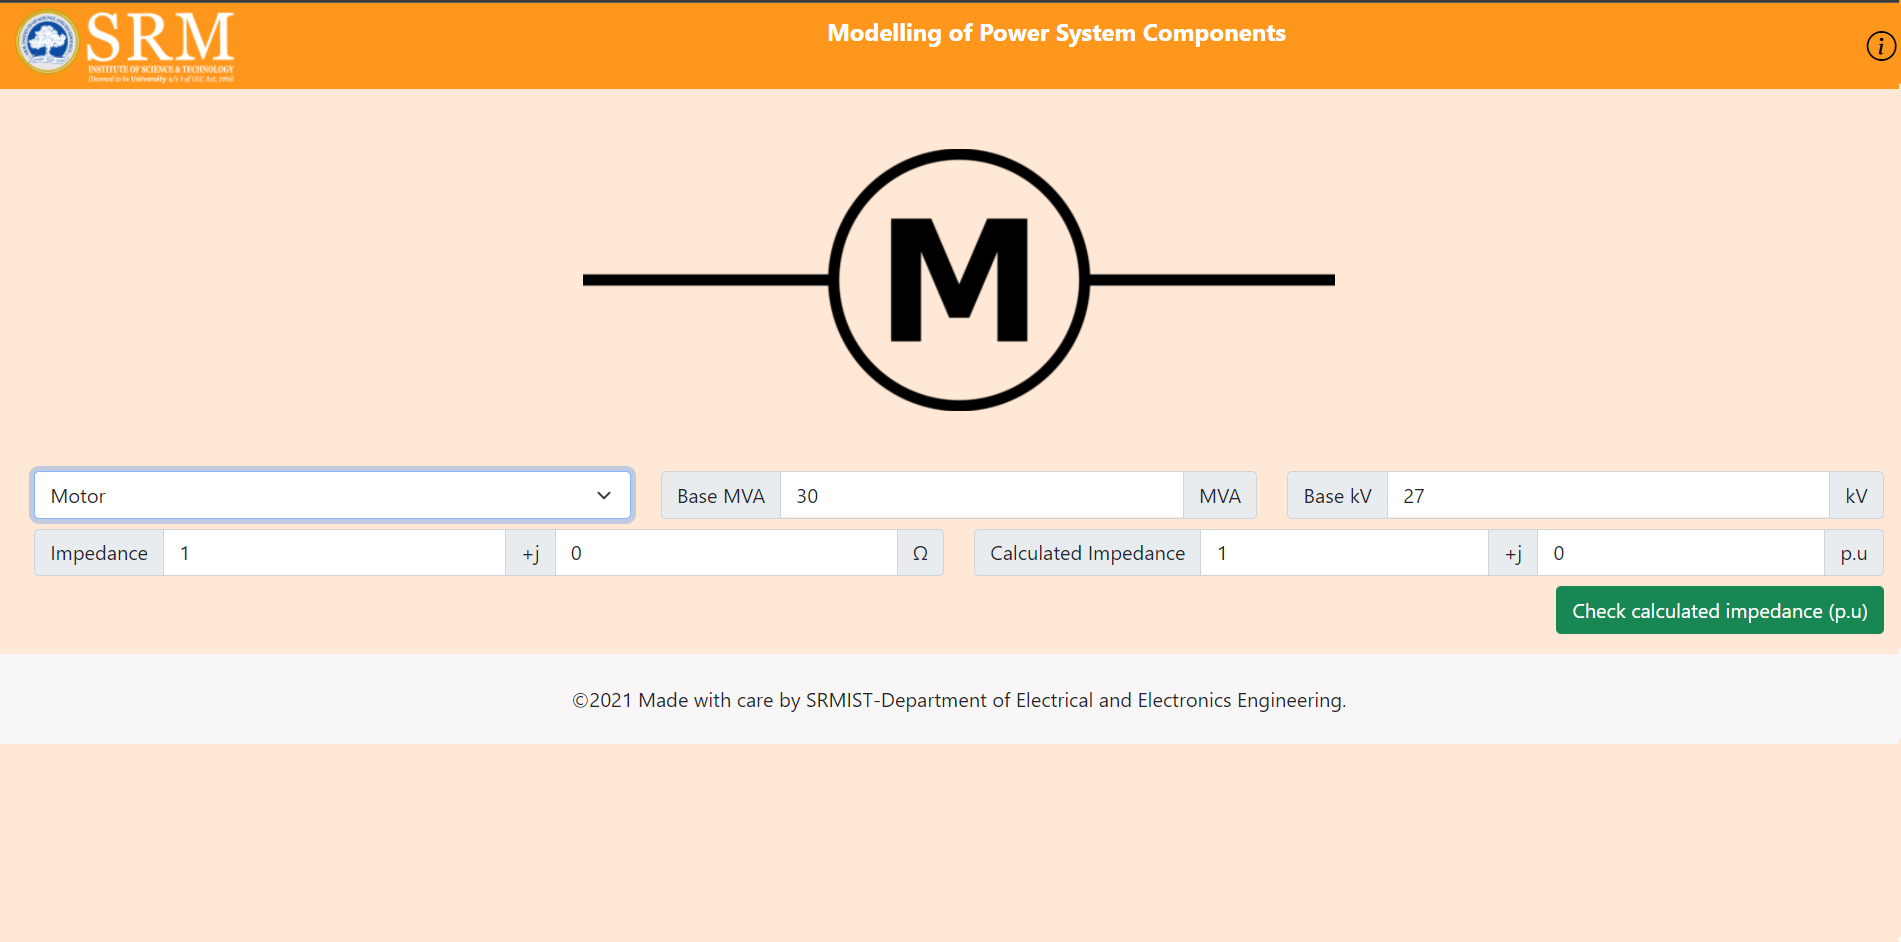 SRM
INSTITUTE OF SCIENCE & TECHNOLOGY
(Deemed to be University u/s 3 of UGC Act, 1956)
Modelling of Power System Components
i
M
Motor
Base MVA 30 MVA
Base kV 27 kV
Impedance 1 +j 0 Ω
Calculated Impedance 1 +j 0 p.u
Check calculated impedance (p.u)
©2021 Made with care by SRMIST-Department of Electrical and Electronics Engineering.